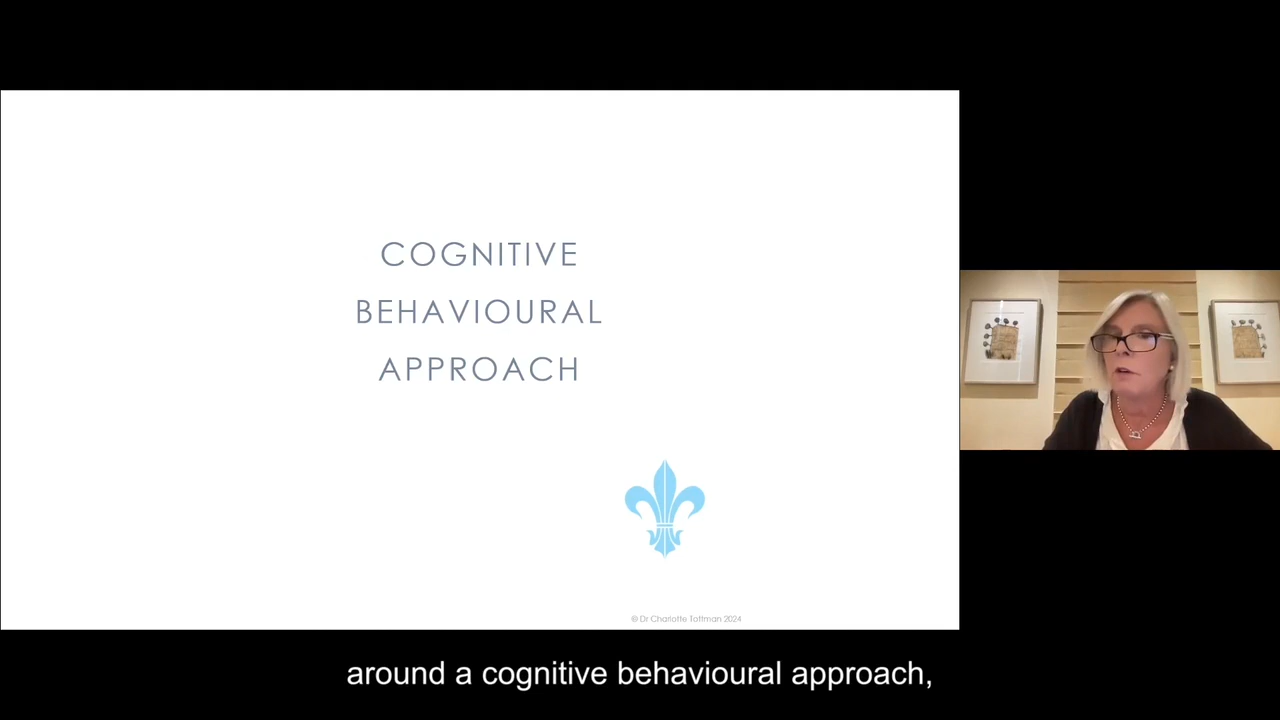 COGNITIVE
BEHAVIOURAL
APPROACH
© Dr Charlotte Tottman 2024
around a cognitive behavioural approach,